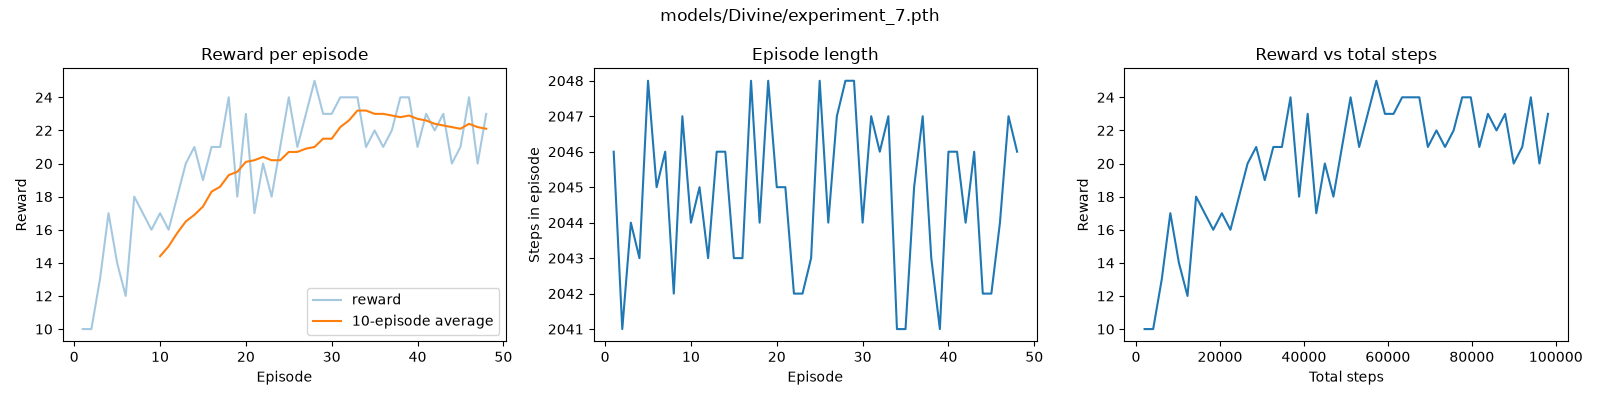 models/Divine/experiment_7.pth
Reward per episode
24
22
20
18
16
14
12
10
Reward
0 10 20 30 40 50
Episode
reward
10-episode average
Episode length
2048
2047
2046
2045
2044
2043
2042
2041
Steps in episode
0 10 20 30 40 50
Episode
Reward vs total steps
24
22
20
18
16
14
12
10
Reward
0 20000 40000 60000 80000 100000
Total steps